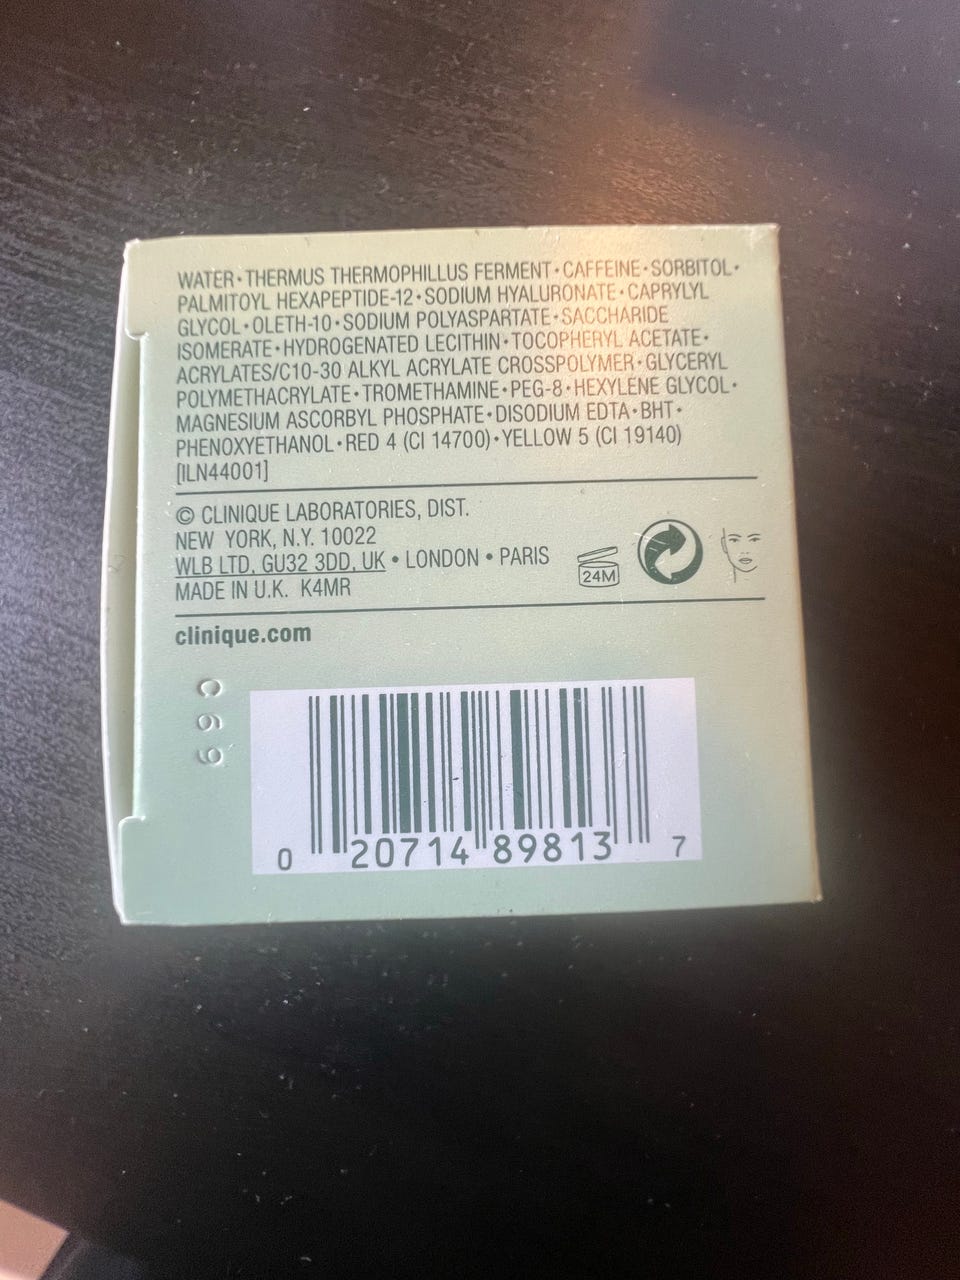 WATER • THERMUS THERMOPHILLUS FERMENT • CAFFEINE • SORBITOL •
PALMITOYL HEXAPEPTIDE-12 • SODIUM HYALURONATE • CAPRYLYL
GLYCOL • OLETH-10 • SODIUM POLYASPARTATE • SACCHARIDE
ISOMERATE • HYDROGENATED LECITHIN • TOCOPHERYL ACETATE •
ACRYLATES/C10-30 ALKYL ACRYLATE CROSSPOLYMER • GLYCERYL
POLYMETHACRYLATE • TROMETHAMINE • PEG-8 • HEXYLENE GLYCOL •
MAGNESIUM ASCORBYL PHOSPHATE • DISODIUM EDTA • BHT •
PHENOXYETHANOL • RED 4 (CI 14700) • YELLOW 5 (CI 19140)
[ILN44001]
© CLINIQUE LABORATORIES, DIST.
NEW YORK, N.Y. 10022
WLB LTD, GU32 3DD, UK • LONDON • PARIS
MADE IN U.K. K4MR
24M
clinique.com
C69
0 20714 89813 7